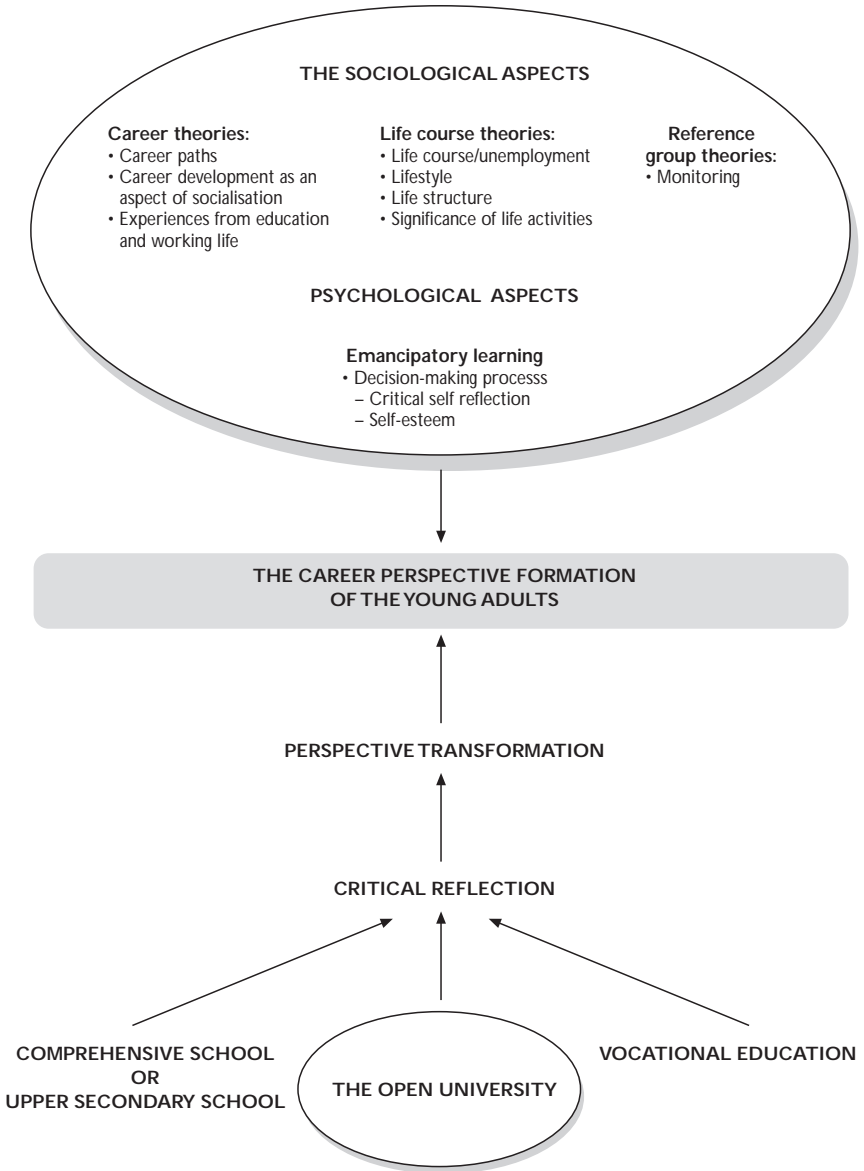 THE SOCIOLOGICAL ASPECTS
Career theories:
• Career paths
• Career development as an
aspect of socialisation
• Experiences from education
and working life
Life course theories:
• Life course/unemployment
• Lifestyle
• Life structure
• Significance of life activities
Reference
group theories:
• Monitoring
PSYCHOLOGICAL ASPECTS
Emancipatory learning
• Decision-making processs
– Critical self reflection
– Self-esteem
THE CAREER PERSPECTIVE FORMATION
OF THE YOUNG ADULTS
PERSPECTIVE TRANSFORMATION
CRITICAL REFLECTION
COMPREHENSIVE SCHOOL
OR
UPPER SECONDARY SCHOOL
THE OPEN UNIVERSITY
VOCATIONAL EDUCATION